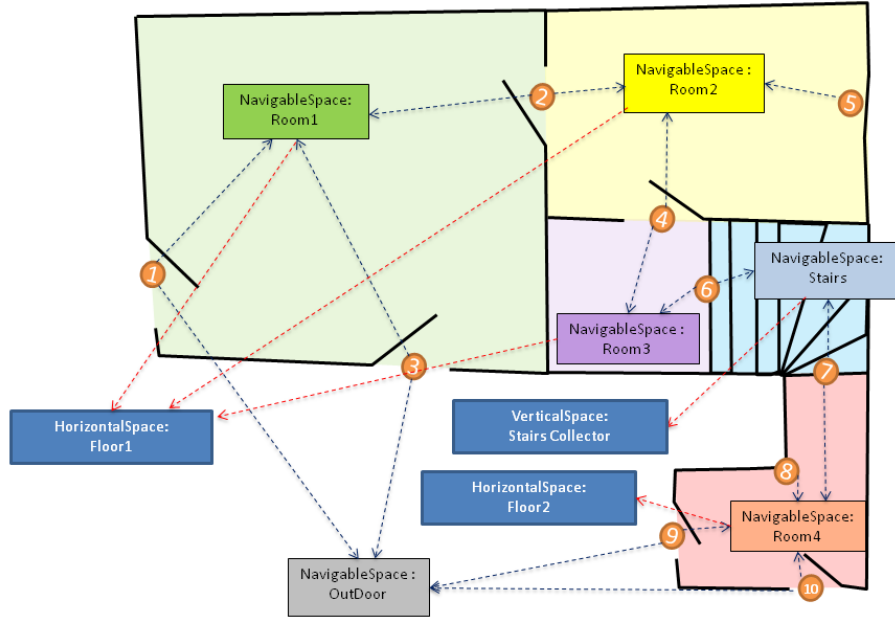 NavigableSpace :
Room2
NavigableSpace:
Room1
2
5
4
1
NavigableSpace:
Stairs
6
NavigableSpace :
Room3
3
7
HorizontalSpace:
Floor1
VerticalSpace:
Stairs Collector
8
HorizontalSpace:
Floor2
NavigableSpace:
Room4
9
NavigableSpace :
OutDoor
10